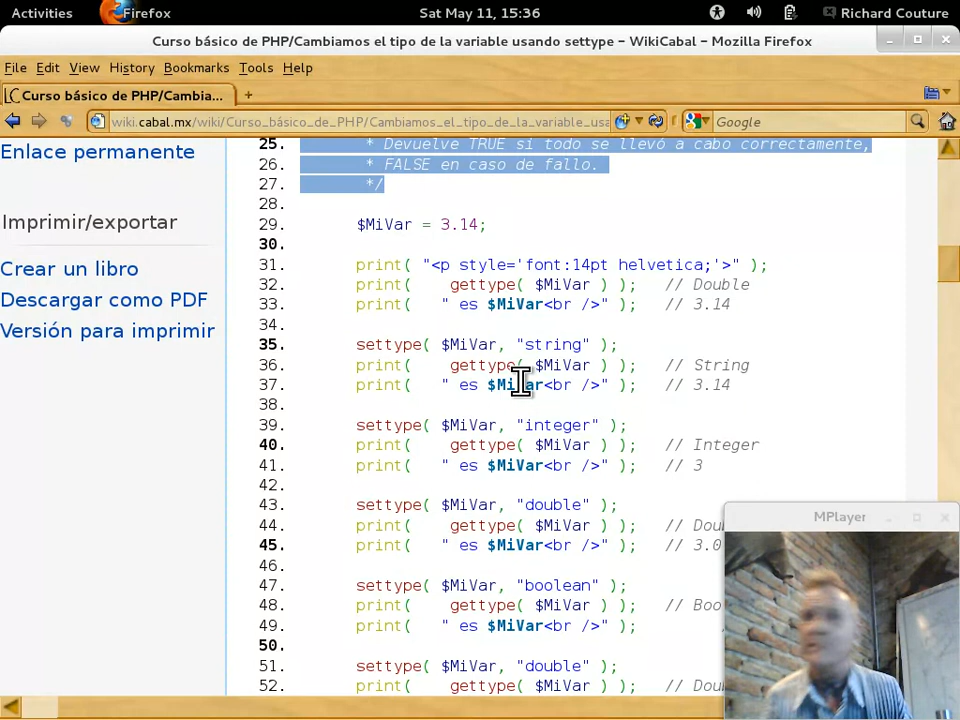 Activities Firefox Sat May 11, 15:36 Richard Couture
Curso básico de PHP/Cambiamos el tipo de la variable usando settype – WikiCabal – Mozilla Firefox
File Edit View History Bookmarks Tools Help
Curso básico de PHP/Cambia...
wiki.cabal.mx/wiki/Curso_básico_de_PHP/Cambiamos_el_tipo_de_la_variable_usa Google
Enlace permanente
Imprimir/exportar
Crear un libro
Descargar como PDF
Versión para imprimir
25. * Devuelve TRUE si todo se llevó a cabo correctamente,
26. * FALSE en caso de fallo.
27. */
28.
29. $MiVar = 3.14;
30.
31. print( "<p style='font:14pt helvetica;'>" );
32. print( gettype( $MiVar ) ); // Double
33. print( " es $MiVar<br />" ); // 3.14
34.
35. settype( $MiVar, "string" );
36. print( gettype( $MiVar ) ); // String
37. print( " es $MiVar<br />" ); // 3.14
38.
39. settype( $MiVar, "integer" );
40. print( gettype( $MiVar ) ); // Integer
41. print( " es $MiVar<br />" ); // 3
42.
43. settype( $MiVar, "double" );
44. print( gettype( $MiVar ) ); // Dou
45. print( " es $MiVar<br />" ); // 3.0
46.
47. settype( $MiVar, "boolean" );
48. print( gettype( $MiVar ) ); // Boo
49. print( " es $MiVar<br />" );
50.
51. settype( $MiVar, "double" );
52. print( gettype( $MiVar ) ); // Dou
MPlayer